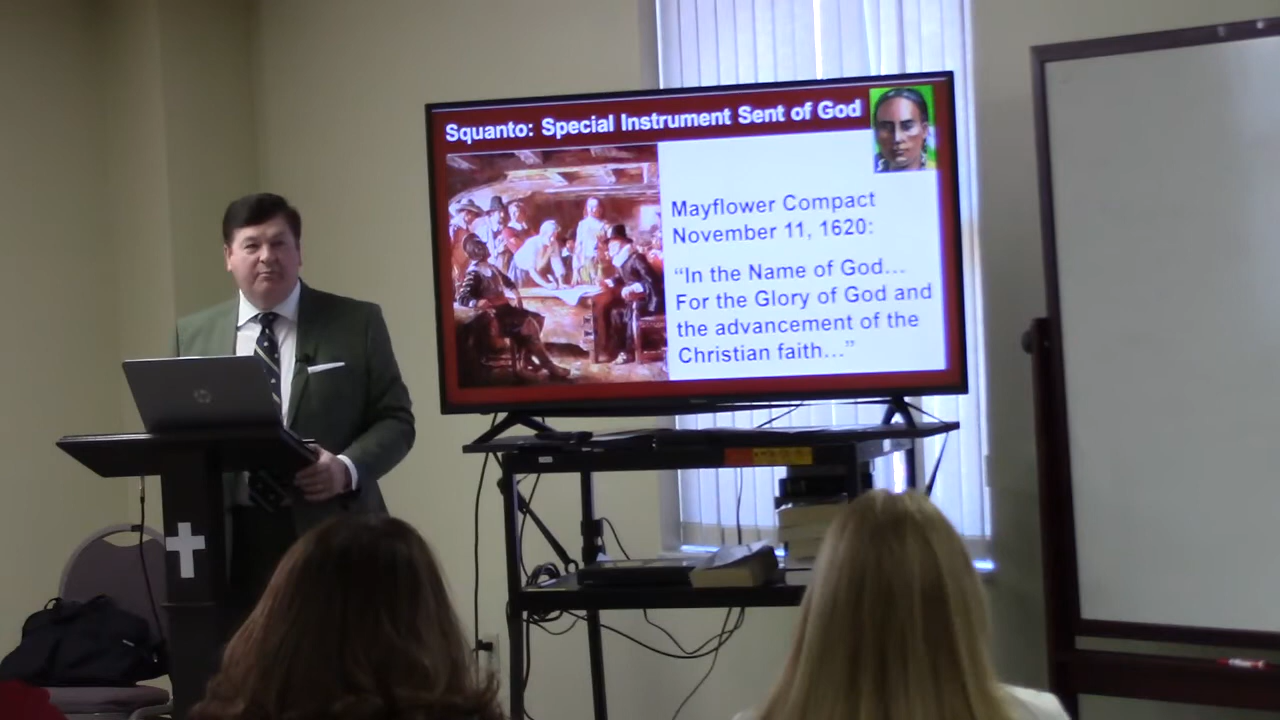 Squanto: Special Instrument Sent of God
Mayflower Compact
November 11, 1620:
“In the Name of God...
For the Glory of God and
the advancement of the
Christian faith...”
hp